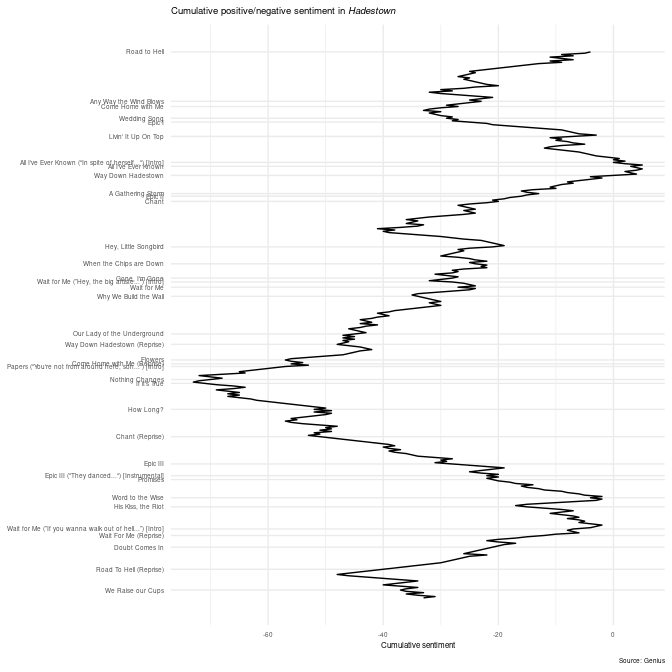 Cumulative positive/negative sentiment in Hadestown
Road to Hell
Any Way the Wind Blows
Come Home with Me
Wedding Song
Epic I
Livin' it Up On Top
All I've Ever Known ("In spite of herself...") [Intro]
All I've Ever Known
Way Down Hadestown
A Gathering Storm
Epic II
Chant
Hey, Little Songbird
When the Chips are Down
Gone, I'm Gone
Wait for Me ("Hey, the big artiste...") [Intro]
Wait for Me
Why We Build the Wall
Our Lady of the Underground
Way Down Hadestown (Reprise)
Flowers
Come Home with Me (Reprise)
Papers ("You're not from around here, son...") [Intro]
Nothing Changes
If It's True
How Long?
Chant (Reprise)
Epic III
Epic III ("They danced...") [Instrumental]
Promises
Word to the Wise
His Kiss, the Riot
Wait for Me ("If you wanna walk out of hell...") [Intro]
Wait For Me (Reprise)
Doubt Comes In
Road To Hell (Reprise)
We Raise our Cups
-60 -40 -20 0
Cumulative sentiment
Source: Genius